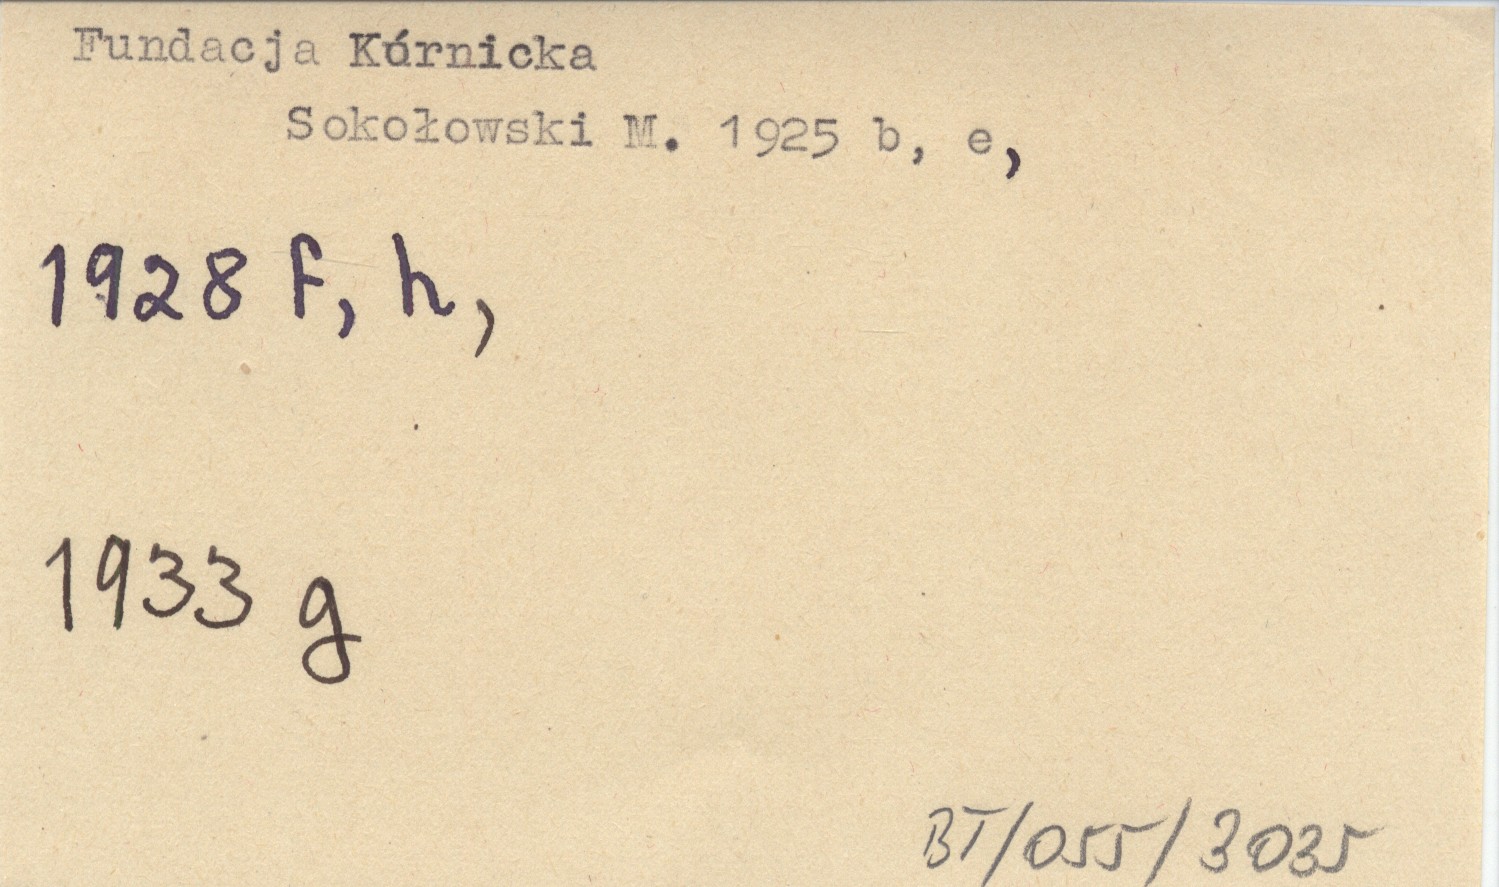 Fundacja Kórnicka
Sokołowski M. 1925 b, e,
1928 f, h,
1933 g
BT/055/3035